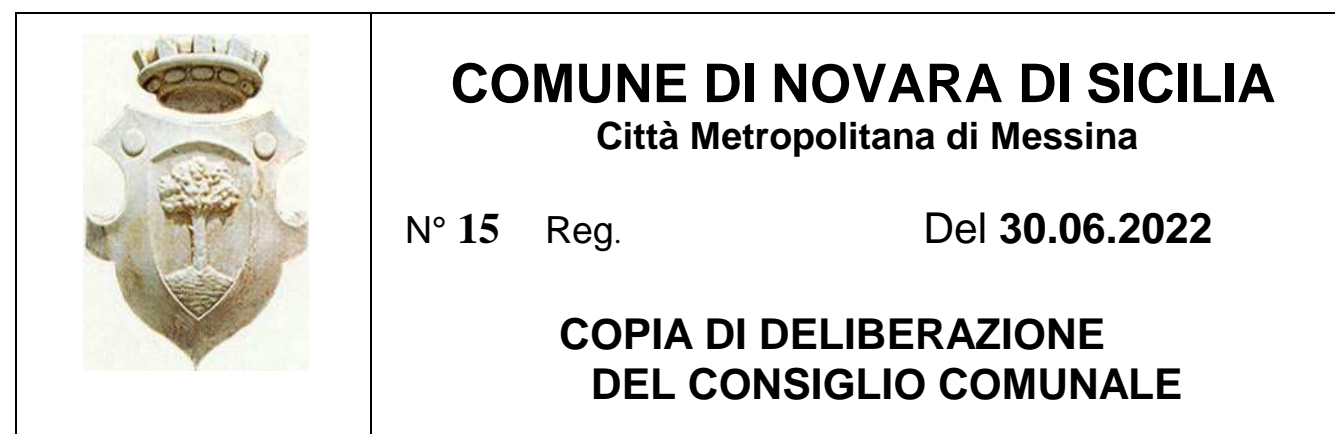 COMUNE DI NOVARA DI SICILIA
Città Metropolitana di Messina
N° 15 Reg. Del 30.06.2022
COPIA DI DELIBERAZIONE
DEL CONSIGLIO COMUNALE